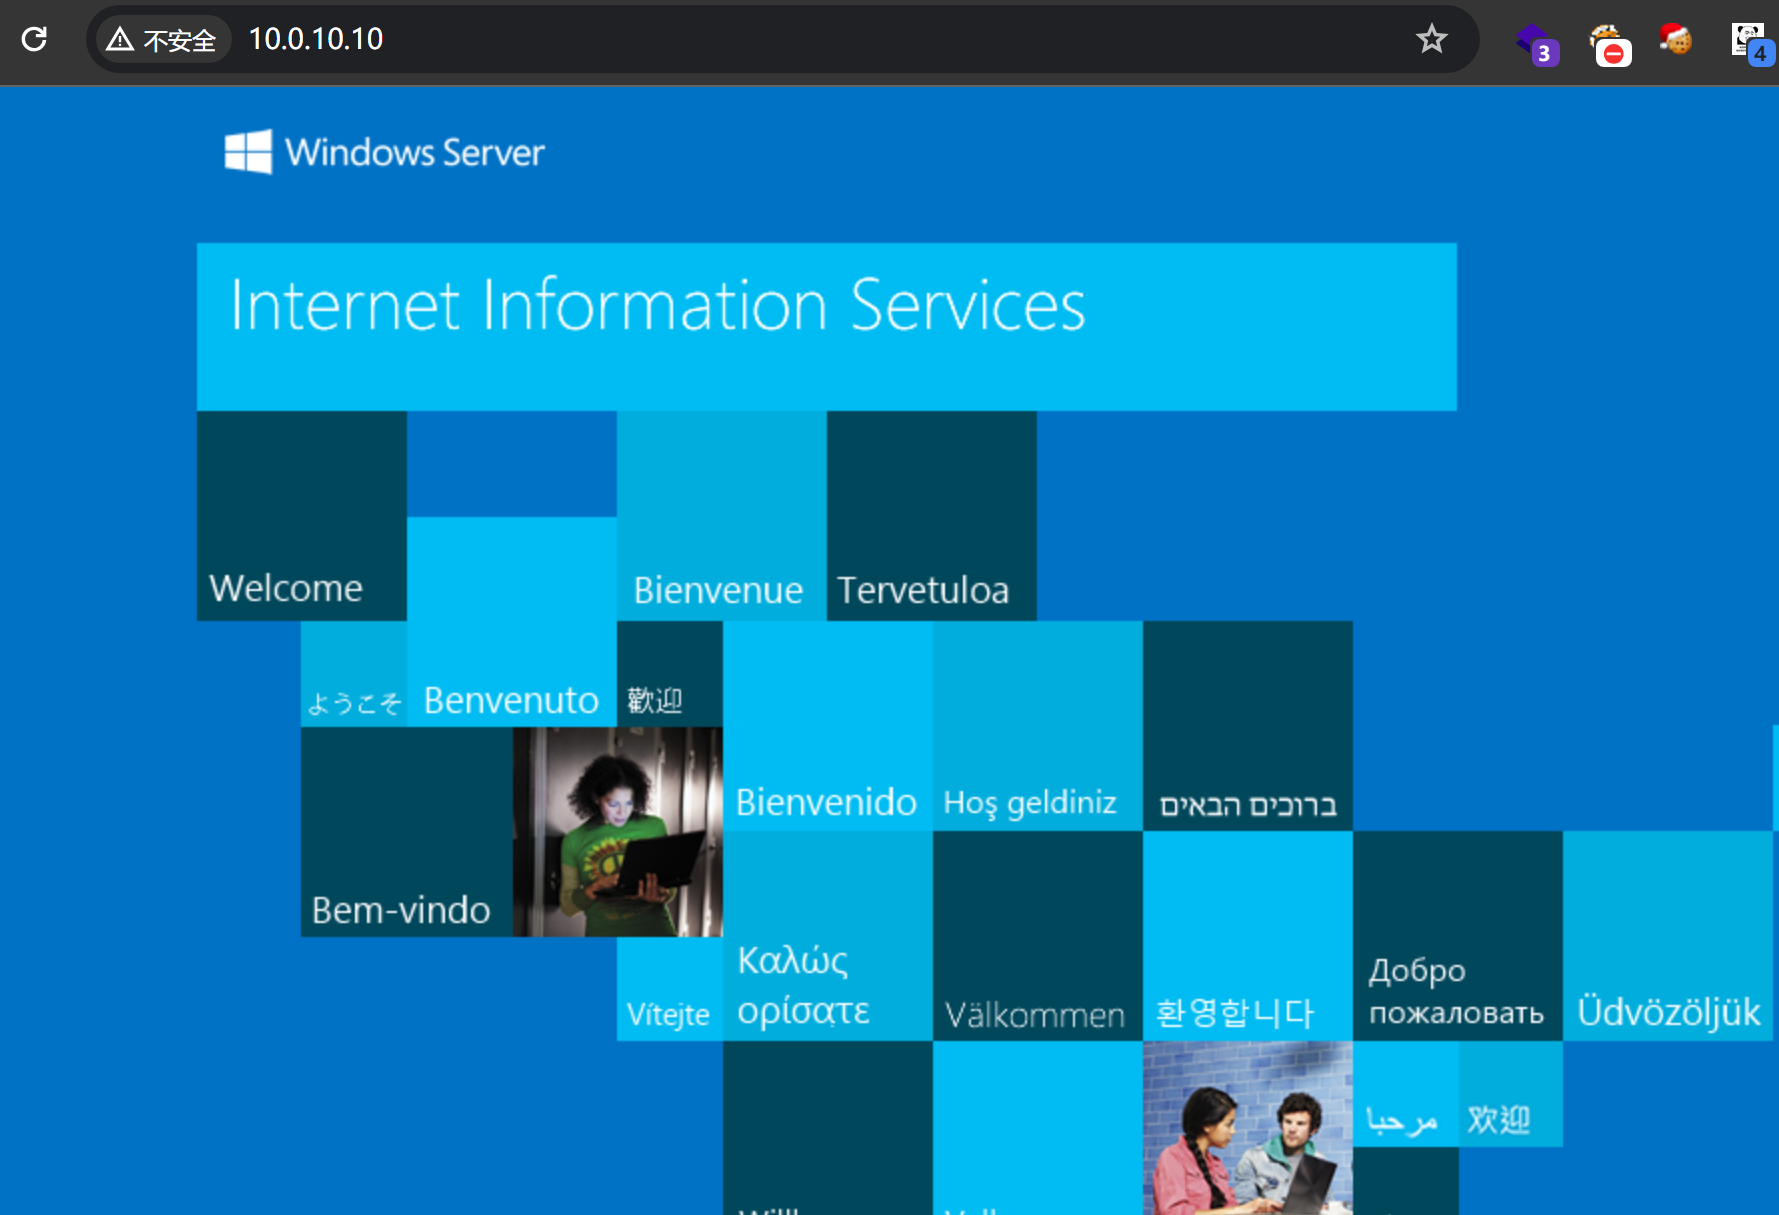 不安全 10.0.10.10
3
4
Windows Server
Internet Information Services
Welcome
Bienvenue
Tervetuloa
ようこそ
Benvenuto
歡迎
Bienvenido
Hoş geldiniz
ברוכים הבאים
Bem-vindo
Καλώς
ορίσατε
Vítejte
Välkommen
환영합니다
Добро
пожаловать
Üdvözöljük
مرحبا
欢迎